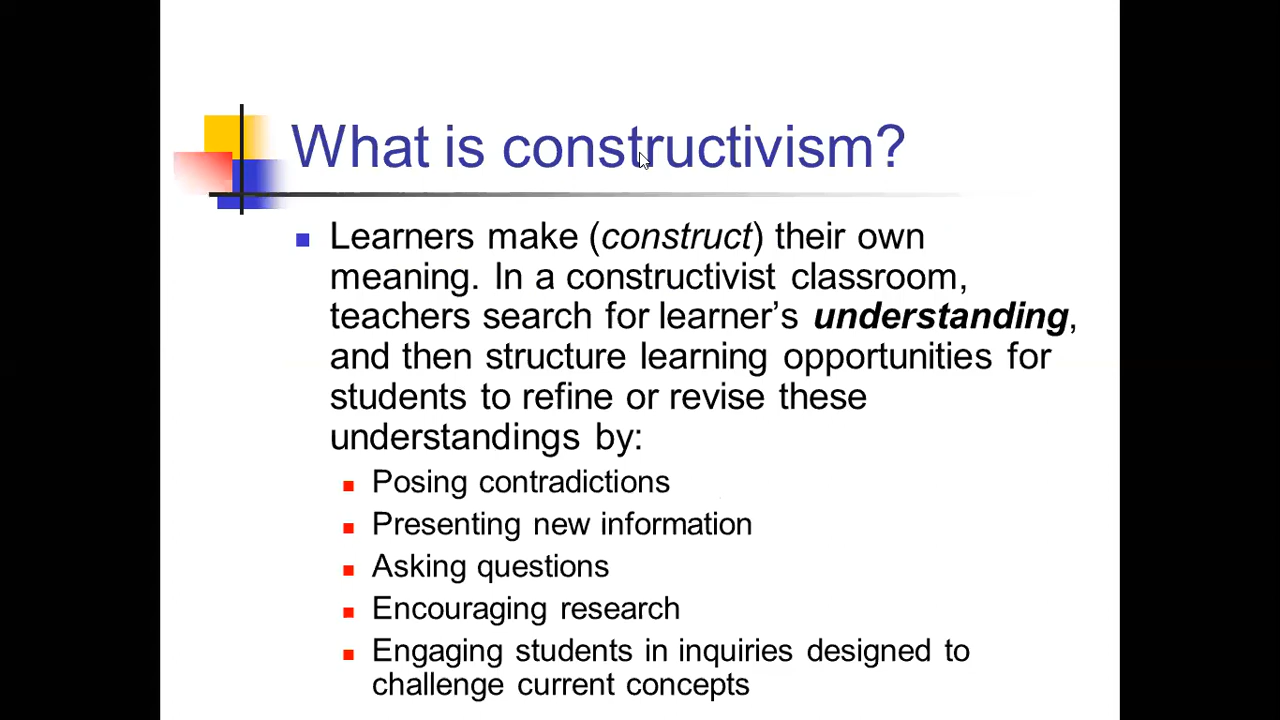 What is constructivism?
Learners make (construct) their own
meaning. In a constructivist classroom,
teachers search for learner’s understanding,
and then structure learning opportunities for
students to refine or revise these
understandings by:
Posing contradictions
Presenting new information
Asking questions
Encouraging research
Engaging students in inquiries designed to
challenge current concepts